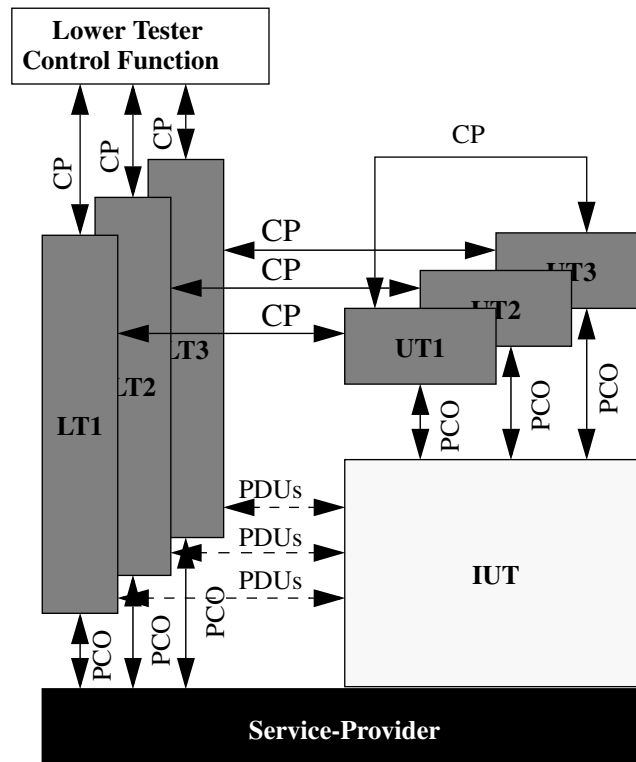 Lower Tester
Control Function
CP
CP
CP
CP
CP
CP
CP
UT3
UT2
UT1
LT3
LT2
LT1
PCO
PCO
PCO
PDUs
PDUs
PDUs
IUT
PCO
PCO
PCO
Service-Provider